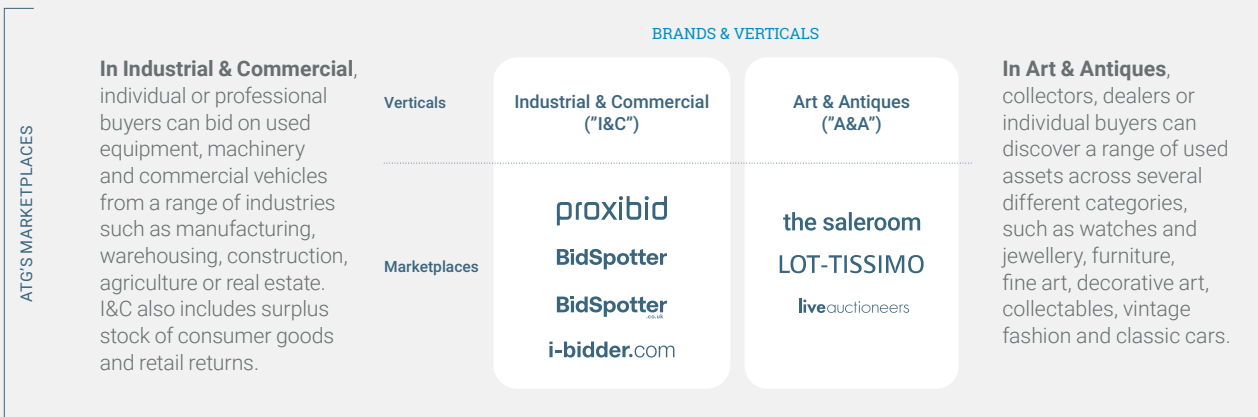 ATG'S MARKETPLACES
In Industrial & Commercial,
individual or professional
buyers can bid on used
equipment, machinery
and commercial vehicles
from a range of industries
such as manufacturing,
warehousing, construction,
agriculture or real estate.
I&C also includes surplus
stock of consumer goods
and retail returns.
BRANDS & VERTICALS
Verticals
Industrial & Commercial
("I&C")
Art & Antiques
("A&A")
Marketplaces
proxibid
BidSpotter
BidSpotter
.co.uk
i-bidder.com
the saleroom
LOT-TISSIMO
liveauctioneers
In Art & Antiques,
collectors, dealers or
individual buyers can
discover a range of used
assets across several
different categories,
such as watches and
jewellery, furniture,
fine art, decorative art,
collectables, vintage
fashion and classic cars.